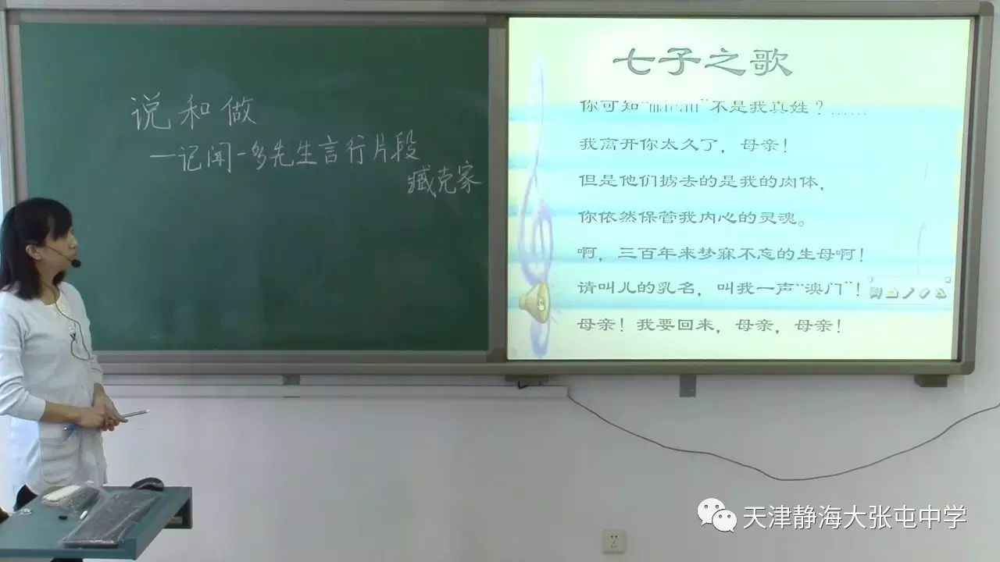 说和做
—记闻一多先生言行片段
臧克家
七子之歌
你可知“macau”不是我真姓？……
我离开你太久了，母亲！
但是他们掳去的是我的肉体，
你依然保管我内心的灵魂。
啊，三百年来梦寐不忘的生母啊！
请叫儿的乳名，叫我一声“澳门”！
母亲！我要回来，母亲，母亲！
天津静海大张屯中学